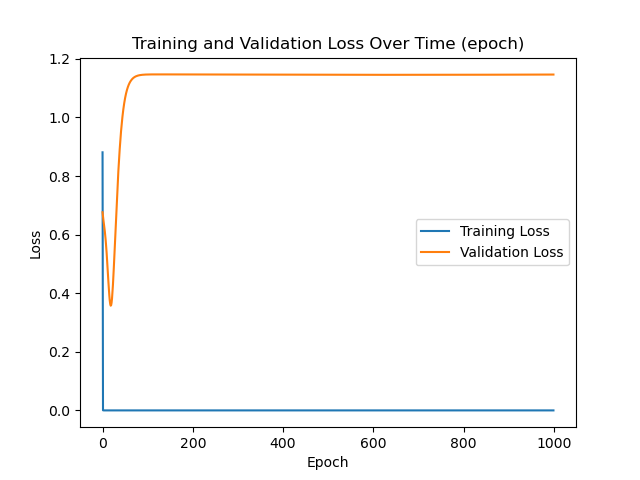 Training and Validation Loss Over Time (epoch)
1.2
1.0
0.8
0.6
0.4
0.2
0.0
Loss
Training Loss
Validation Loss
0 200 400 600 800 1000
Epoch